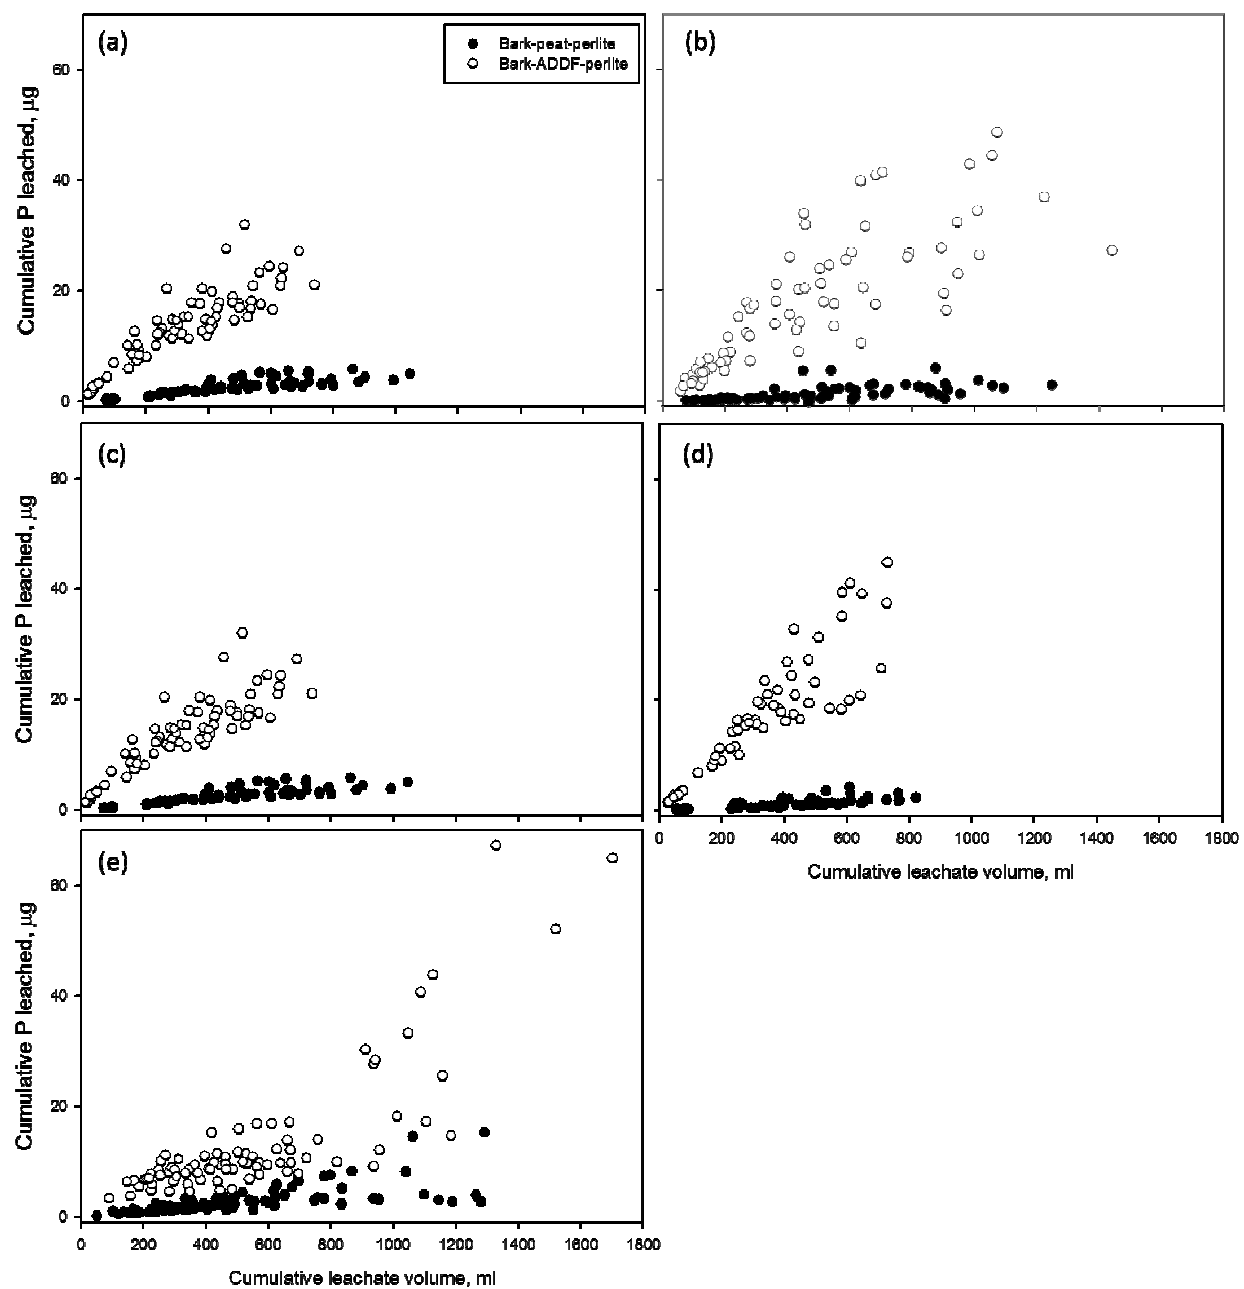 (a)
Bark-peat-perlite
Bark-ADDF-perlite
60
40
20
0
Cumulative P leached, µg
(b)
(c)
60
40
20
0
Cumulative P leached, µg
(d)
0 200 400 600 800 1000 1200 1400 1600 1800
Cumulative leachate volume, ml
(e)
60
40
20
0
Cumulative P leached, µg
0 200 400 600 800 1000 1200 1400 1600 1800
Cumulative leachate volume, ml